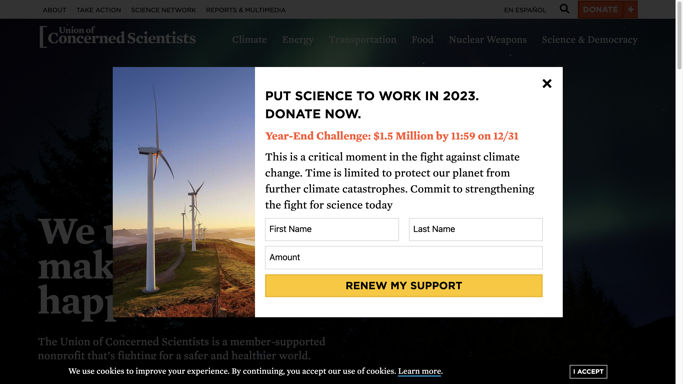 ABOUT TAKE ACTION SCIENCE NETWORK REPORTS & MULTIMEDIA EN ESPAÑOL DONATE +
Union of
Concerned Scientists
Climate Energy Transportation Food Nuclear Weapons Science & Democracy
PUT SCIENCE TO WORK IN 2023.
DONATE NOW.
Year-End Challenge: $1.5 Million by 11:59 on 12/31
This is a critical moment in the fight against climate
change. Time is limited to protect our planet from
further climate catastrophes. Commit to strengthening
the fight for science today
First Name Last Name
Amount
RENEW MY SUPPORT
We
mak
hap
The Union of Concerned Scientists is a member-supported
nonprofit that's fighting for a safer and healthier world.
We use cookies to improve your experience. By continuing, you accept our use of cookies. Learn more.
I ACCEPT